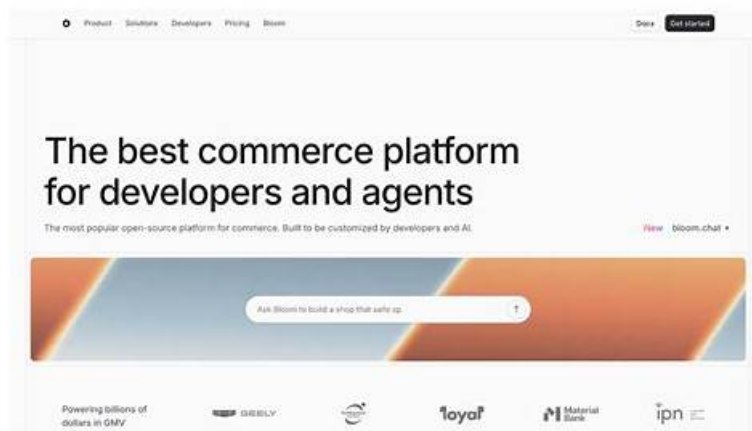 Product Solutions Developers Pricing Bloom
Docs Get started
The best commerce platform
for developers and agents
The most popular open-source platform for commerce. Built to be customized by developers and AI.
New bloom.chat
Ask Bloom to build a shop that
Powering billions of
dollars in GMV
GEELY
loyal
Material
Bank
ipn